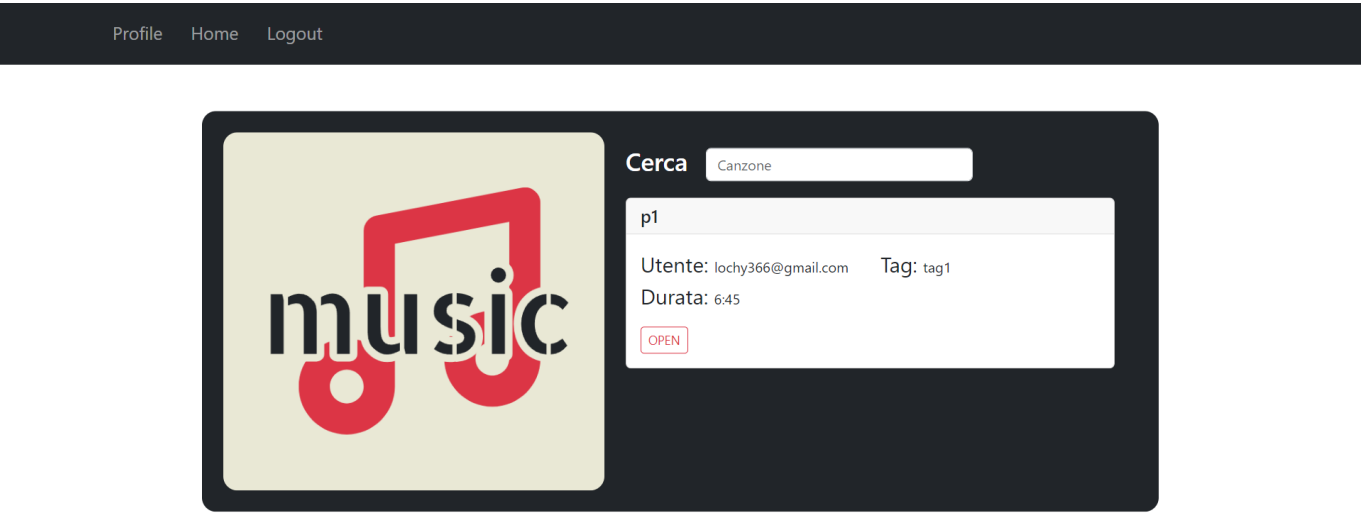 Profile Home Logout
music
Cerca Canzone
p1
Utente: lochy366@gmail.com Tag: tag1
Durata: 6:45
OPEN